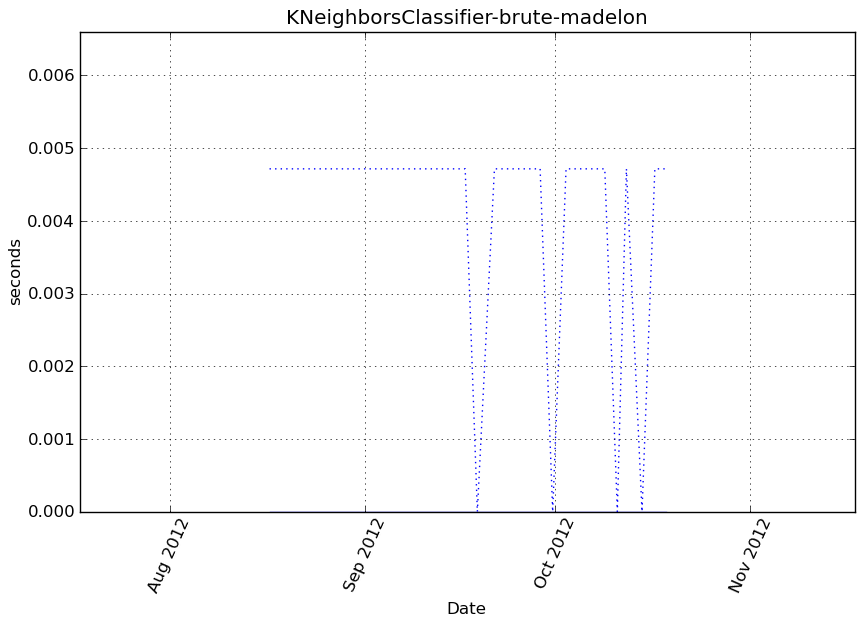 KNeighborsClassifier-brute-madelon
0.006
0.005
0.004
0.003
0.002
0.001
0.000
seconds
Aug 2012
Sep 2012
Oct 2012
Nov 2012
Date